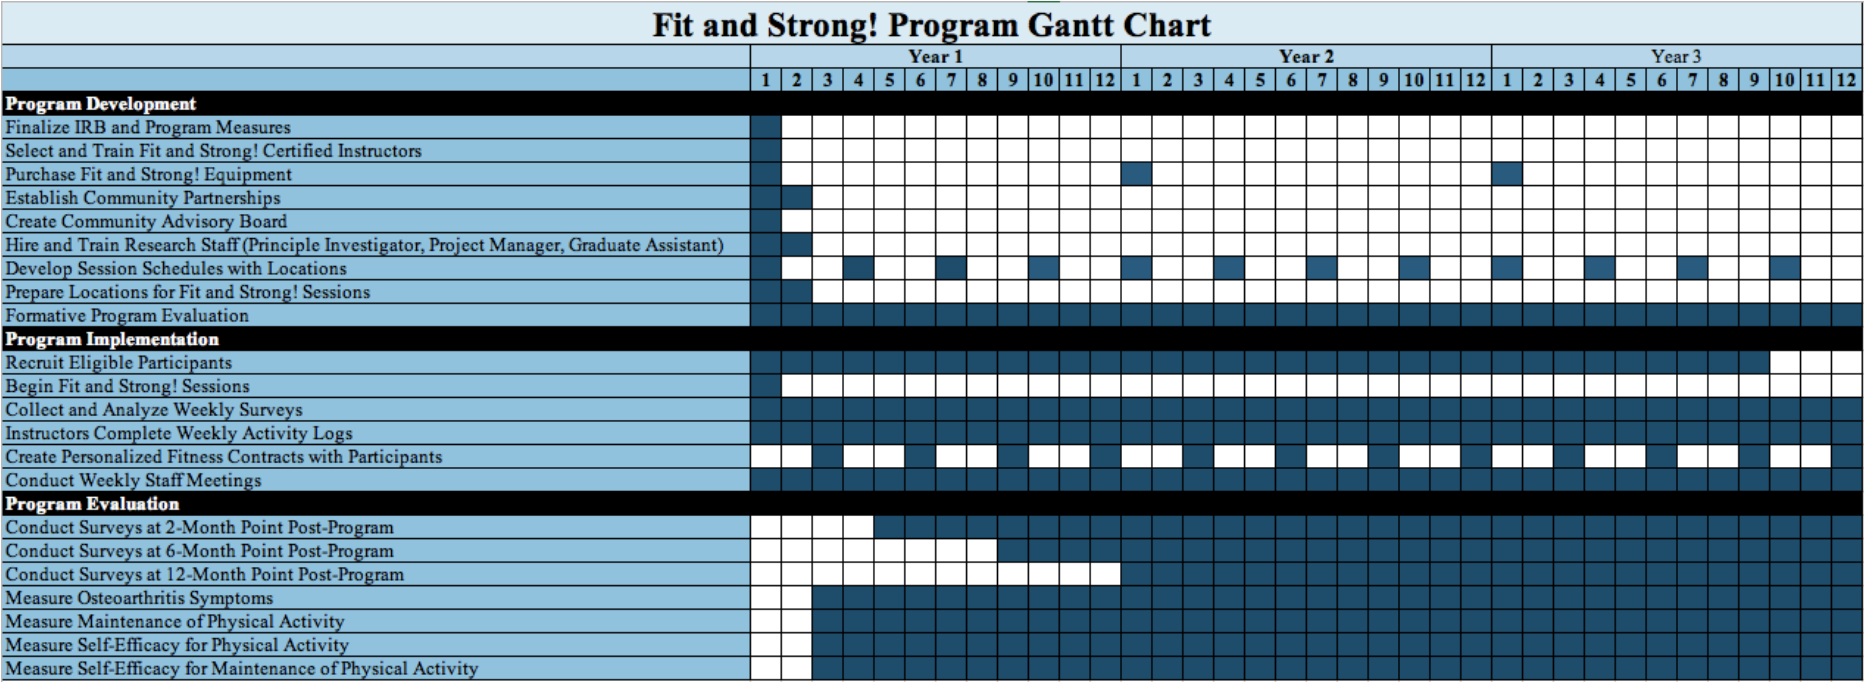 Fit and Strong! Program Gantt Chart
Year 1 Year 2 Year 3
1 2 3 4 5 6 7 8 9 10 11 12 1 2 3 4 5 6 7 8 9 10 11 12 1 2 3 4 5 6 7 8 9 10 11 12
Program Development
Finalize IRB and Program Measures
Select and Train Fit and Strong! Certified Instructors
Purchase Fit and Strong! Equipment
Establish Community Partnerships
Create Community Advisory Board
Hire and Train Research Staff (Principle Investigator, Project Manager, Graduate Assistant)
Develop Session Schedules with Locations
Prepare Locations for Fit and Strong! Sessions
Formative Program Evaluation
Program Implementation
Recruit Eligible Participants
Begin Fit and Strong! Sessions
Collect and Analyze Weekly Surveys
Instructors Complete Weekly Activity Logs
Create Personalized Fitness Contracts with Participants
Conduct Weekly Staff Meetings
Program Evaluation
Conduct Surveys at 2-Month Point Post-Program
Conduct Surveys at 6-Month Point Post-Program
Conduct Surveys at 12-Month Point Post-Program
Measure Osteoarthritis Symptoms
Measure Maintenance of Physical Activity
Measure Self-Efficacy for Physical Activity
Measure Self-Efficacy for Maintenance of Physical Activity